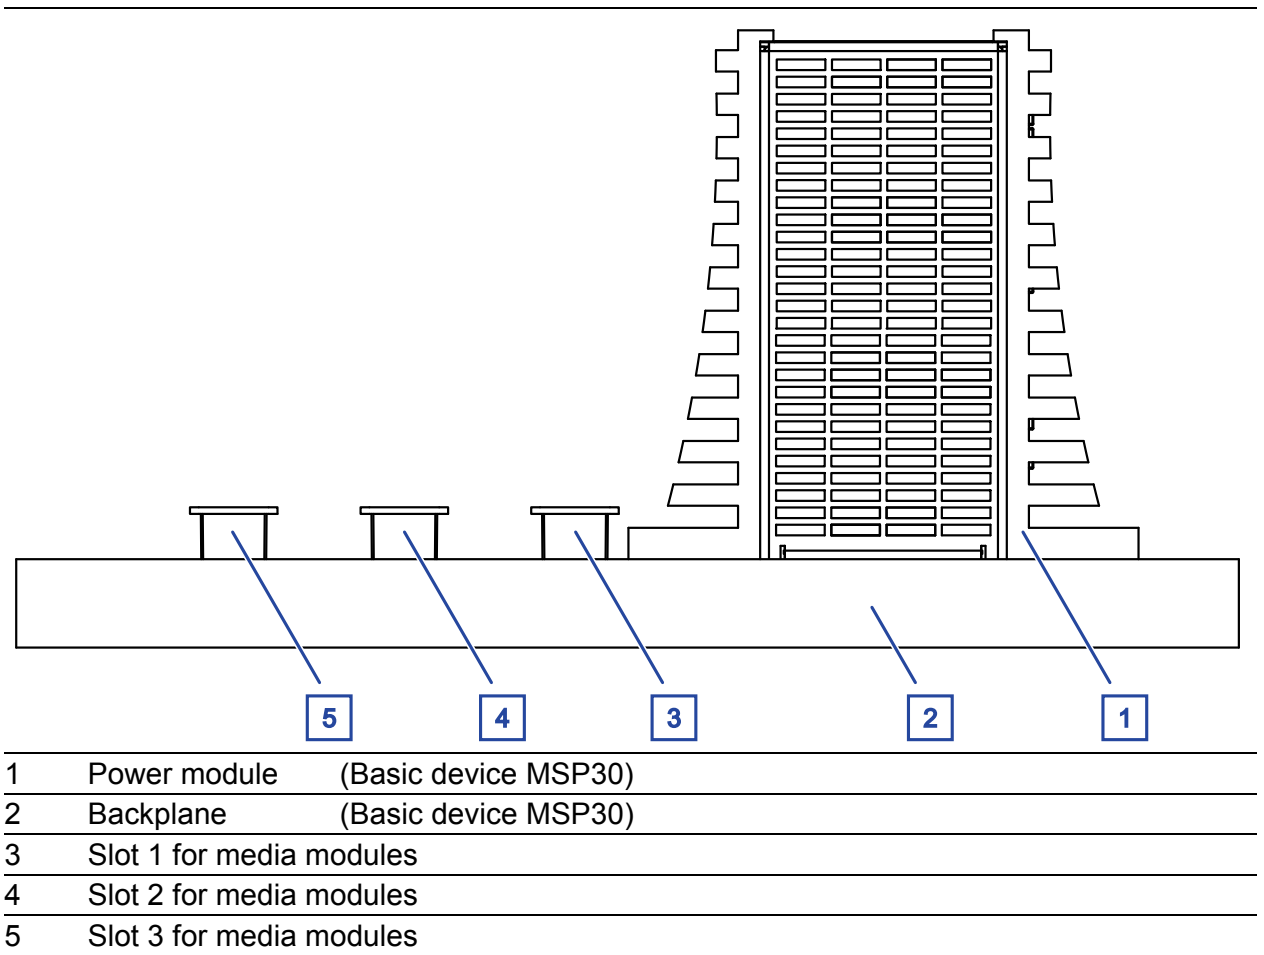 5 4 3 2 1
1 Power module (Basic device MSP30)
2 Backplane (Basic device MSP30)
3 Slot 1 for media modules
4 Slot 2 for media modules
5 Slot 3 for media modules